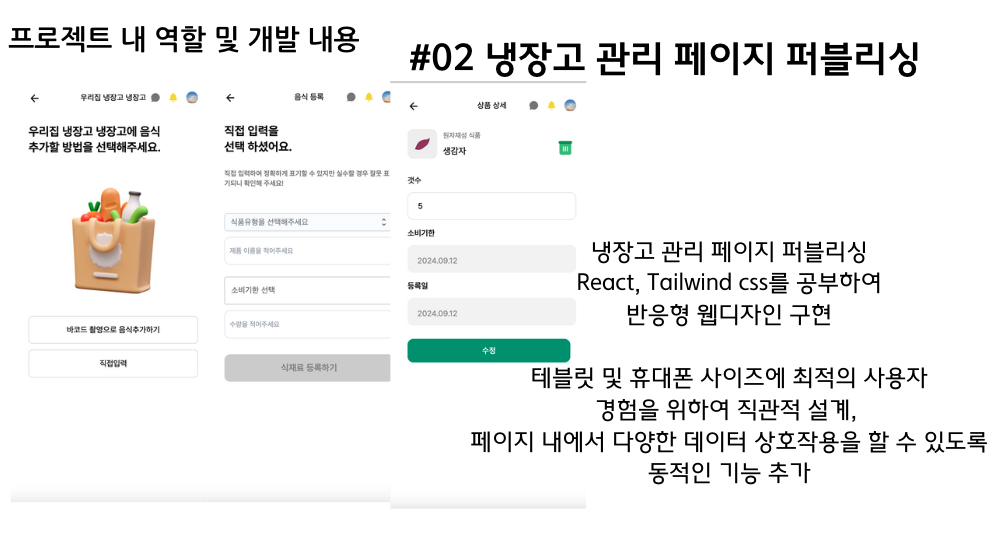 프로젝트 내 역할 및 개발 내용
#02 냉장고 관리 페이지 퍼블리싱
우리집 냉장고 냉장고
우리집 냉장고 냉장고에 음식
추가할 방법을 선택해주세요.
바코드 촬영으로 음식추가하기
직접입력
음식 등록
직접 입력을
선택 하셨어요.
직접 입력하여 정확하게 표기할 수 있지만 실수할 경우 잘못 표
기되니 확인해 주세요!
식품유형을 선택해주세요
제품 이름을 적어주세요
소비기한 선택
수량을 적어주세요
식재료 등록하기
상품 상세
원자재성 식품
생감자
갯수
5
소비기한
2024.09.12
등록일
2024.09.12
수정
냉장고 관리 페이지 퍼블리싱
React, Tailwind css를 공부하여
반응형 웹디자인 구현
테블릿 및 휴대폰 사이즈에 최적의 사용자
경험을 위하여 직관적 설계,
페이지 내에서 다양한 데이터 상호작용을 할 수 있도록
동적인 기능 추가